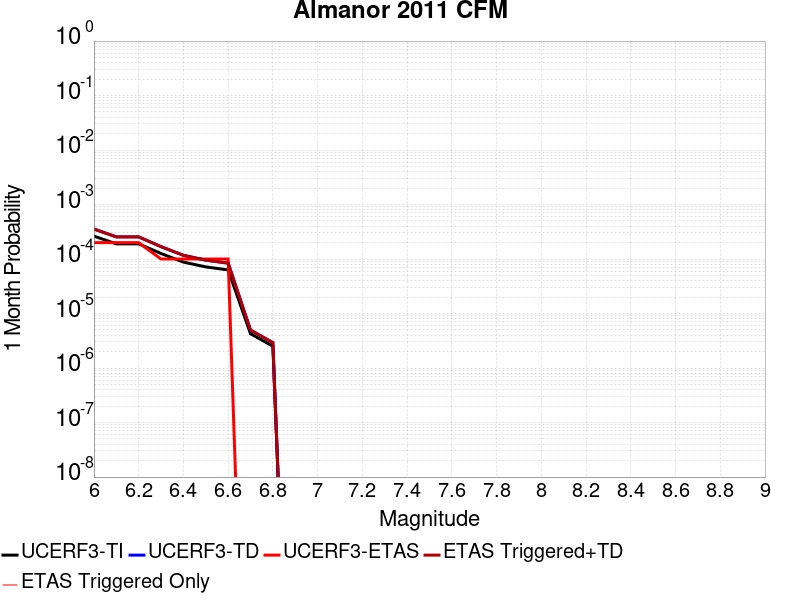 Almanor 2011 CFM
10^0
10^-1
10^-2
10^-3
10^-4
10^-5
10^-6
10^-7
10^-8
1 Month Probability
6 6.2 6.4 6.6 6.8 7 7.2 7.4 7.6 7.8 8 8.2 8.4 8.6 8.8 9
Magnitude
UCERF3-TI UCERF3-TD UCERF3-ETAS ETAS Triggered+TD
ETAS Triggered Only